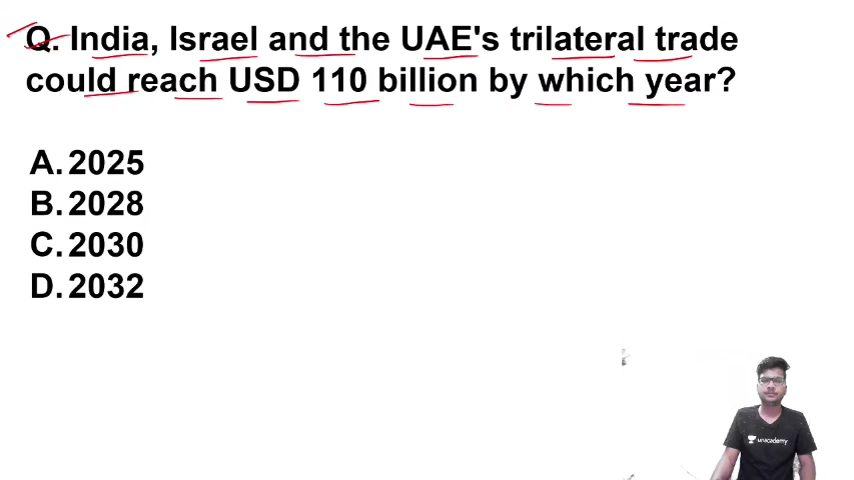 Q. India, Israel and the UAE's trilateral trade
could reach USD 110 billion by which year?
A. 2025
B. 2028
C. 2030
D. 2032
unacademy